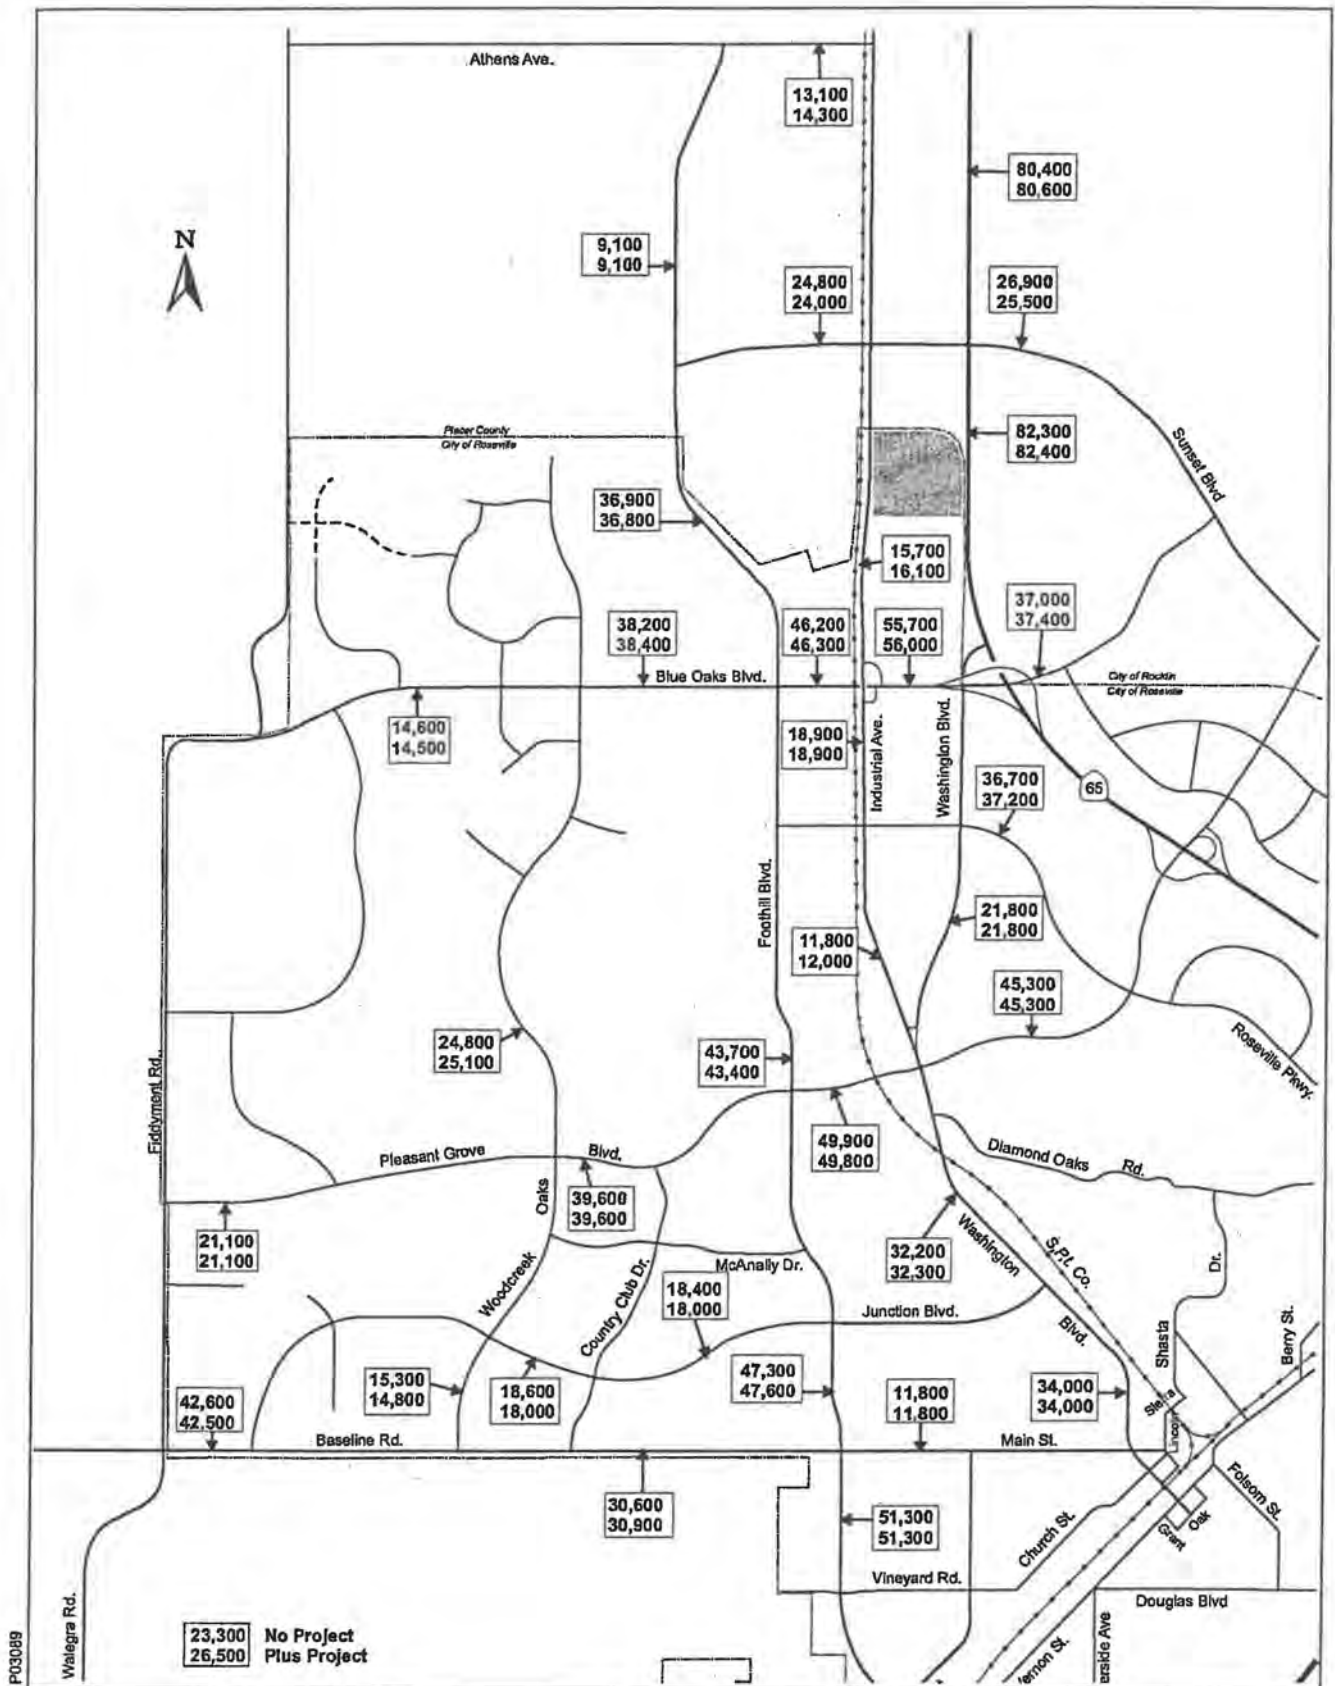 Athens Ave.
13,100
14,300
80,400
80,600
N
9,100
9,100
24,800
24,000
26,900
25,500
Placer County
City of Roseville
82,300
82,400
Sunset Blvd
36,900
36,800
15,700
16,100
37,000
37,400
38,200
38,400
46,200
46,300
55,700
56,000
Blue Oaks Blvd.
City of Rocklin
City of Roseville
14,600
14,500
18,900
18,900
Industrial Ave.
Washington Blvd.
36,700
37,200
65
Foothill Blvd.
21,800
21,800
11,800
12,000
45,300
45,300
24,800
25,100
43,700
43,400
Roseville Pkwy.
Fiddyment Rd.
49,900
49,800
Pleasant Grove
Blvd.
Diamond Oaks
Rd.
Oaks
39,600
39,600
21,100
21,100
32,200
32,300
Washington
Blvd.
S.P.t. Co.
Dr.
Shasta
Woodcreek
Country Club Dr.
McAnally Dr.
18,400
18,000
Junction Blvd.
Berry St.
15,300
14,800
18,600
18,000
47,300
47,600
11,800
11,800
34,000
34,000
Sierra
Lincoln
42,600
42,500
Baseline Rd.
Main St.
30,600
30,900
51,300
51,300
Church St.
Folsom St.
Grant
Oak
Vineyard Rd.
Douglas Blvd
Walegra Rd.
23,300 No Project
26,500 Plus Project
Vernon St.
erside Ave
P03089